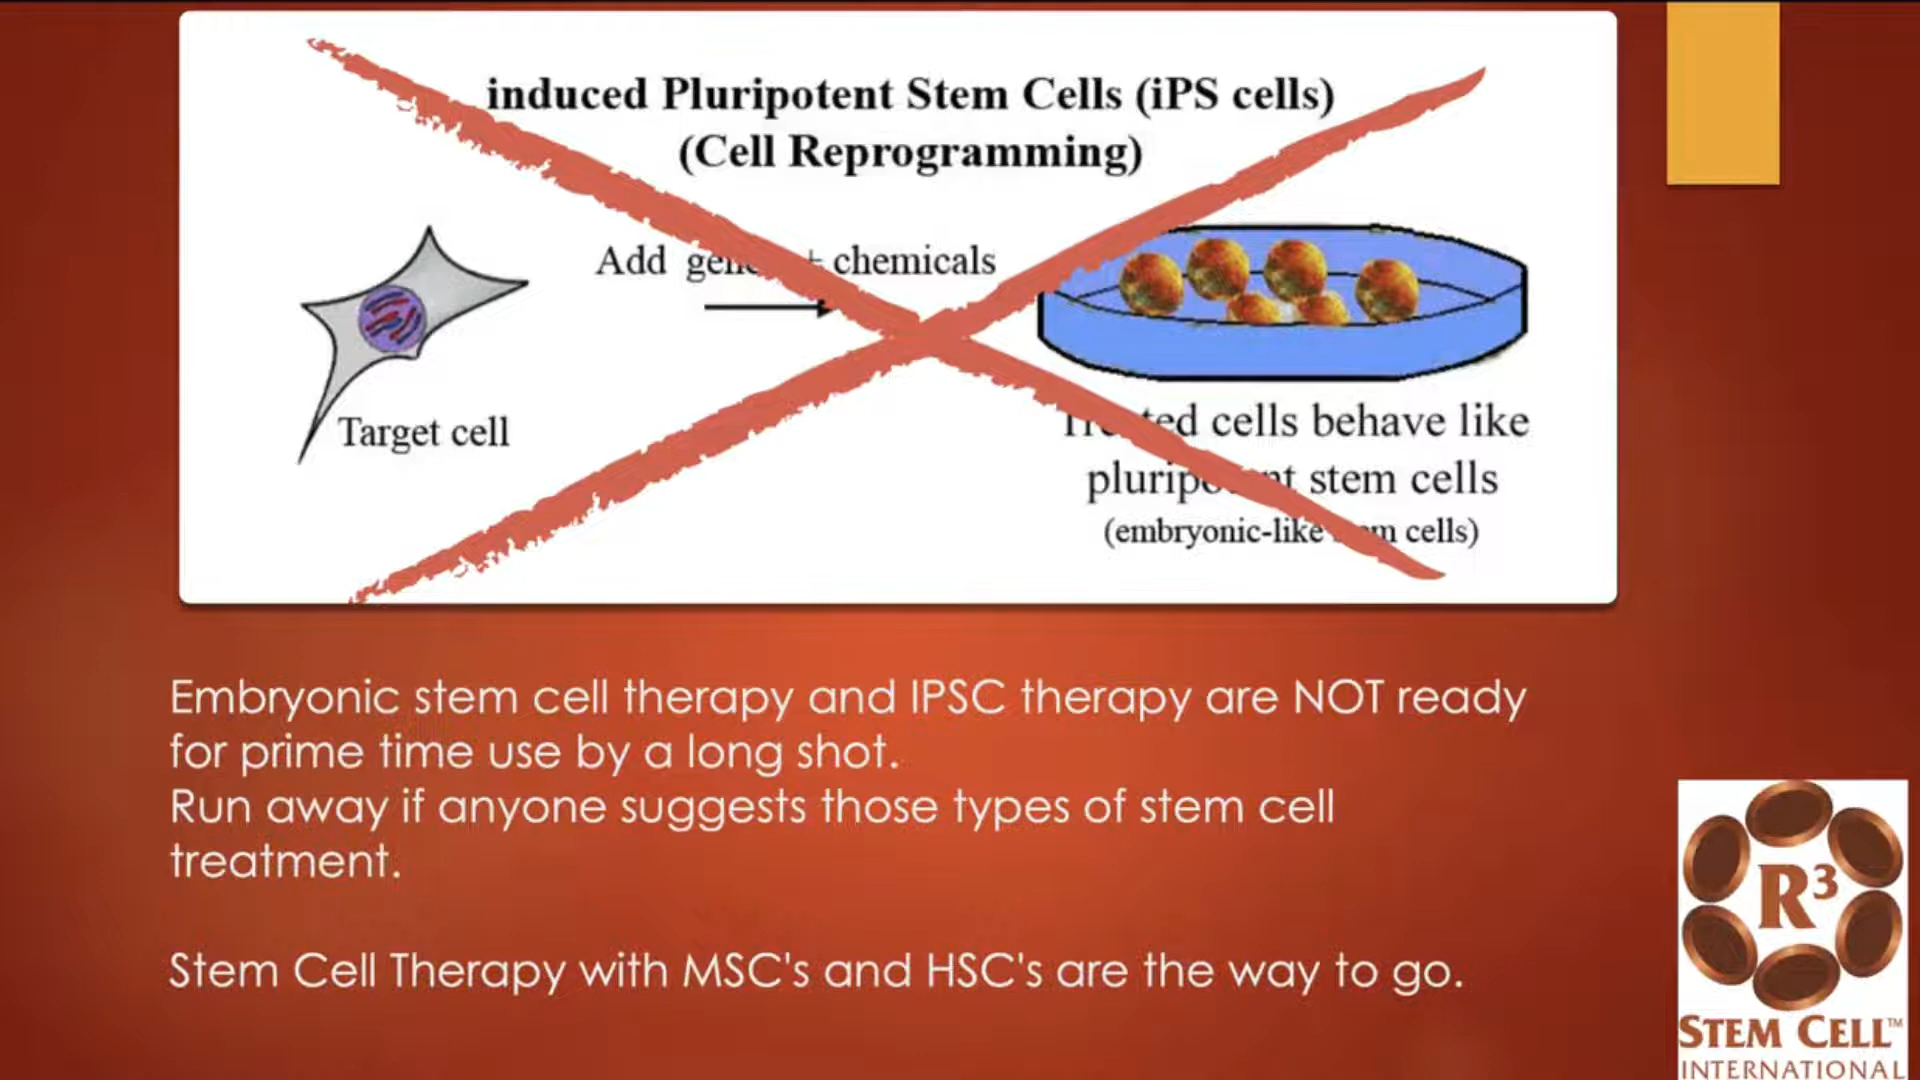 induced Pluripotent Stem Cells (iPS cells)
(Cell Reprogramming)
Add + chemicals
Target cell
cells behave like
stem cells
(embryonic-like cells)
Embryonic stem cell therapy and IPSC therapy are NOT ready
for prime time use by a long shot.
Run away if anyone suggests those types of stem cell
treatment.
Stem Cell Therapy with MSC's and HSC's are the way to go.
R³
STEM CELL™
INTERNATIONAL